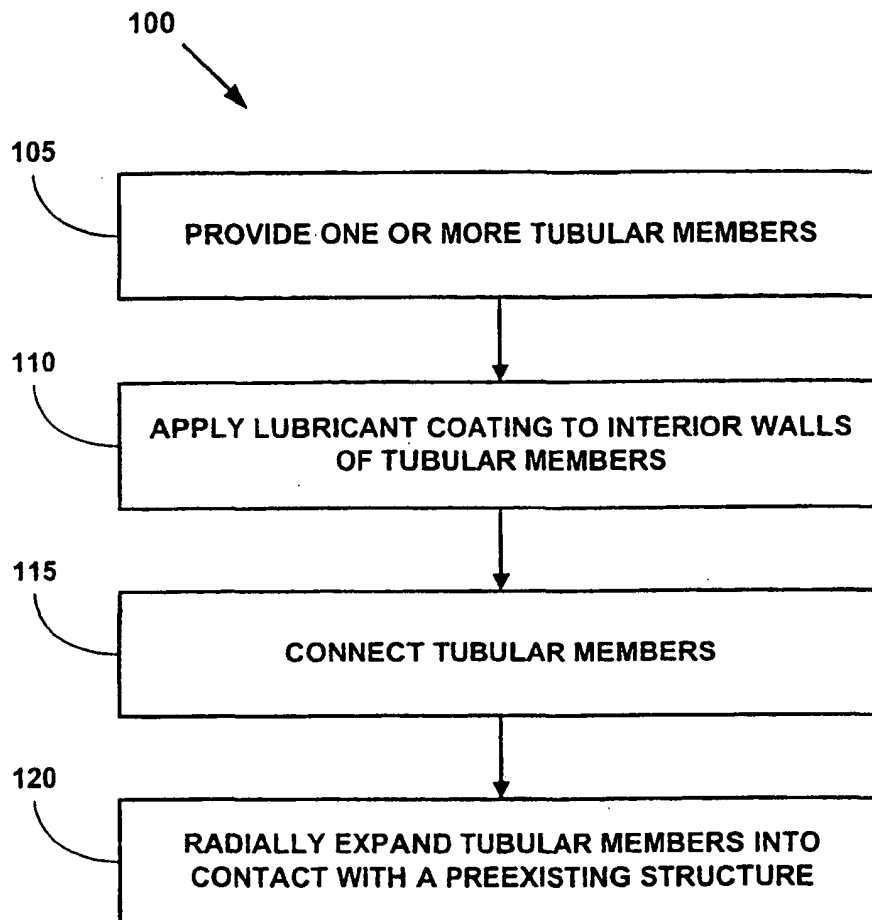 100
105
PROVIDE ONE OR MORE TUBULAR MEMBERS
110
APPLY LUBRICANT COATING TO INTERIOR WALLS
OF TUBULAR MEMBERS
115
CONNECT TUBULAR MEMBERS
120
RADIALLY EXPAND TUBULAR MEMBERS INTO
CONTACT WITH A PREEXISTING STRUCTURE